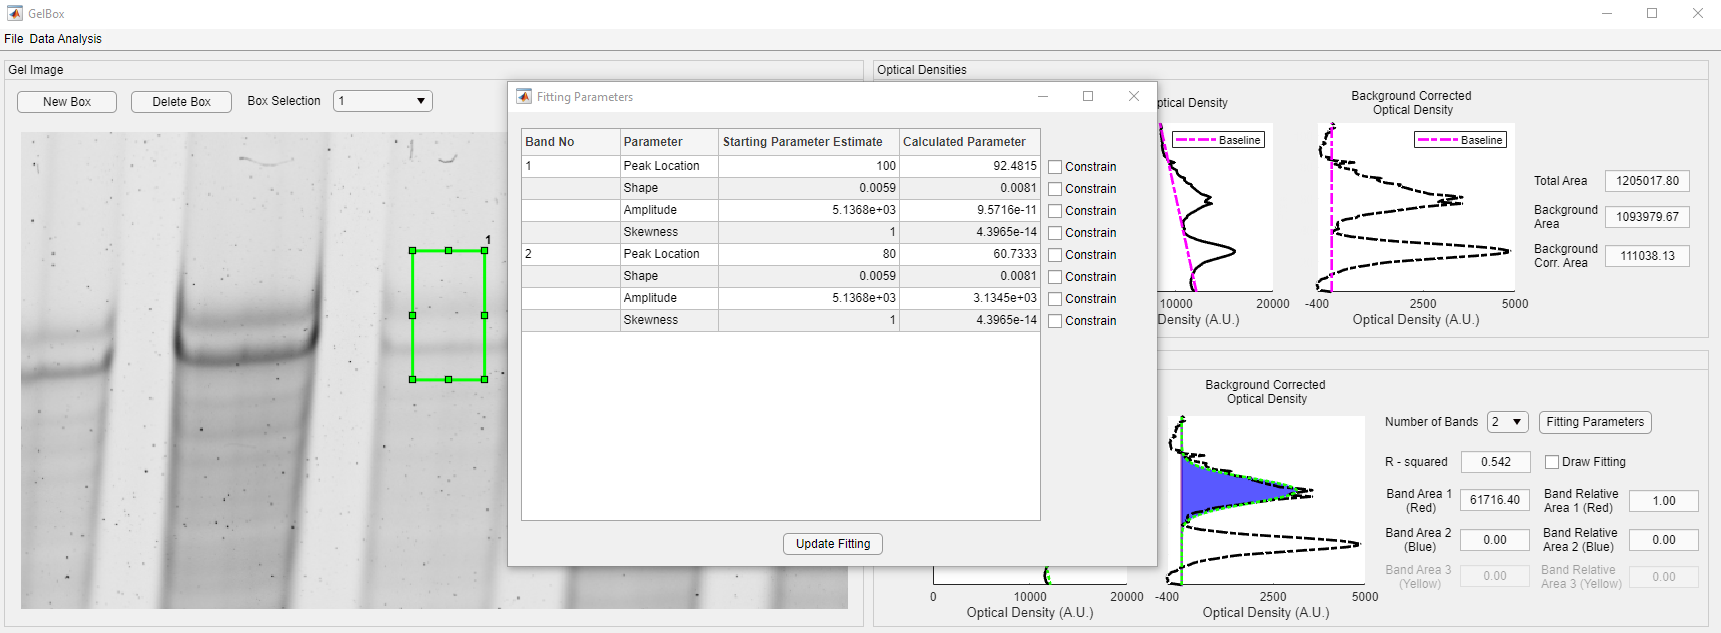 GelBox
File Data Analysis
Gel Image
New Box
Delete Box
Box Selection
1
1
Fitting Parameters
Band No Parameter Starting Parameter Estimate Calculated Parameter
1 Peak Location 100 92.4815 Constrain
Shape 0.0059 0.0081 Constrain
Amplitude 5.1368e+03 9.5716e-11 Constrain
Skewness 1 4.3965e-14 Constrain
2 Peak Location 80 60.7333 Constrain
Shape 0.0059 0.0081 Constrain
Amplitude 5.1368e+03 3.1345e+03 Constrain
Skewness 1 4.3965e-14 Constrain
Update Fitting
Optical Densities
ptical Density
Baseline
10000 20000
Density (A.U.)
Background Corrected
Optical Density
Baseline
-400 2500 5000
Optical Density (A.U.)
Total Area 1205017.80
Background
Area
1093979.67
Background
Corr. Area
111038.13
0 10000 20000
Optical Density (A.U.)
Background Corrected
Optical Density
-400 2500 5000
Optical Density (A.U.)
Number of Bands 2 Fitting Parameters
R - squared 0.542 Draw Fitting
Band Area 1
(Red)
61716.40
Band Relative
Area 1 (Red)
1.00
Band Area 2
(Blue)
0.00
Band Relative
Area 2 (Blue)
0.00
Band Area 3
(Yellow)
0.00
Band Relative
Area 3 (Yellow)
0.00